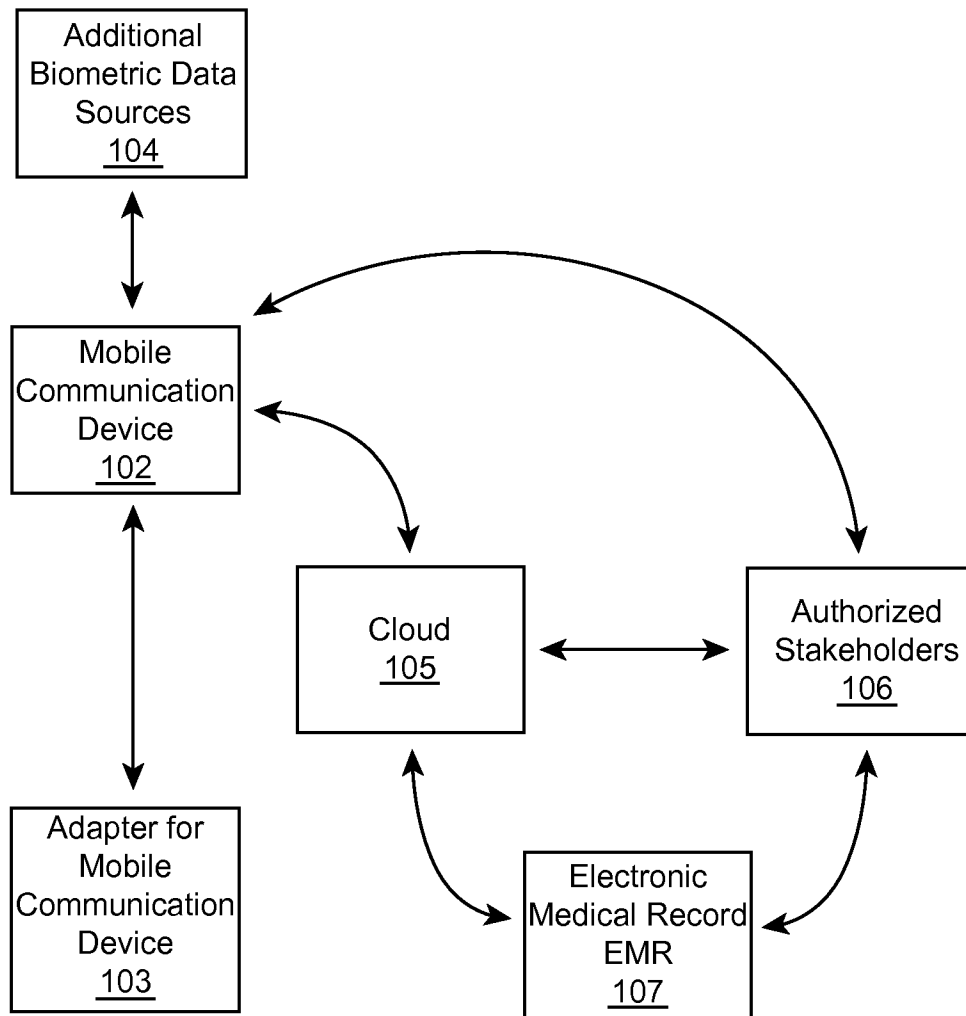 Additional
Biometric Data
Sources
104
Mobile
Communication
Device
102
Cloud
105
Authorized
Stakeholders
106
Adapter for
Mobile
Communication
Device
103
Electronic
Medical Record
EMR
107